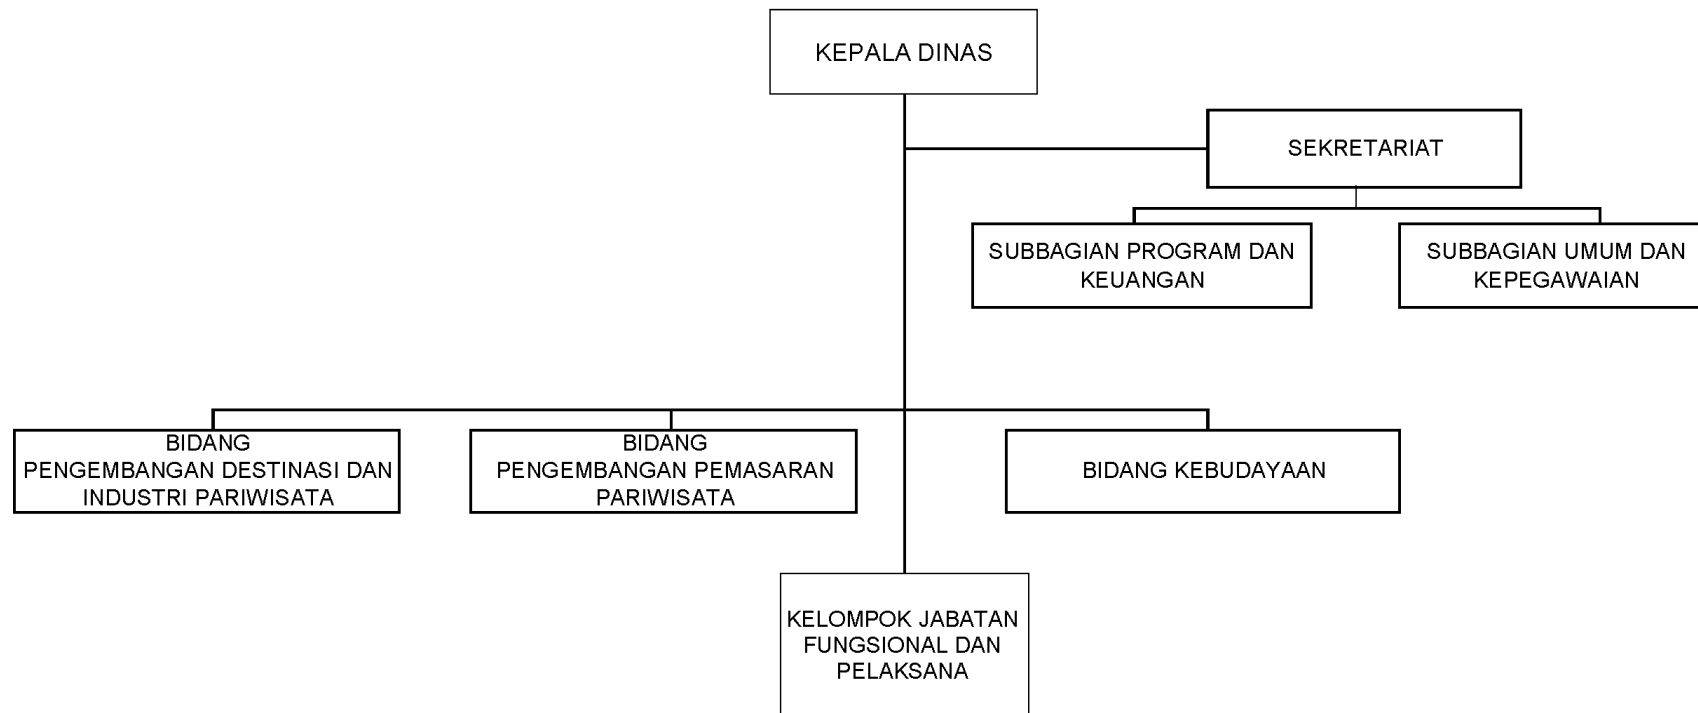 KEPALA DINAS
SEKRETARIAT
SUBBAGIAN PROGRAM DAN
KEUANGAN
SUBBAGIAN UMUM DAN
KEPEGAWAIAN
BIDANG
PENGEMBANGAN DESTINASI DAN
INDUSTRI PARIWISATA
BIDANG
PENGEMBANGAN PEMASARAN
PARIWISATA
BIDANG KEBUDAYAAN
KELOMPOK JABATAN
FUNGSIONAL DAN
PELAKSANA